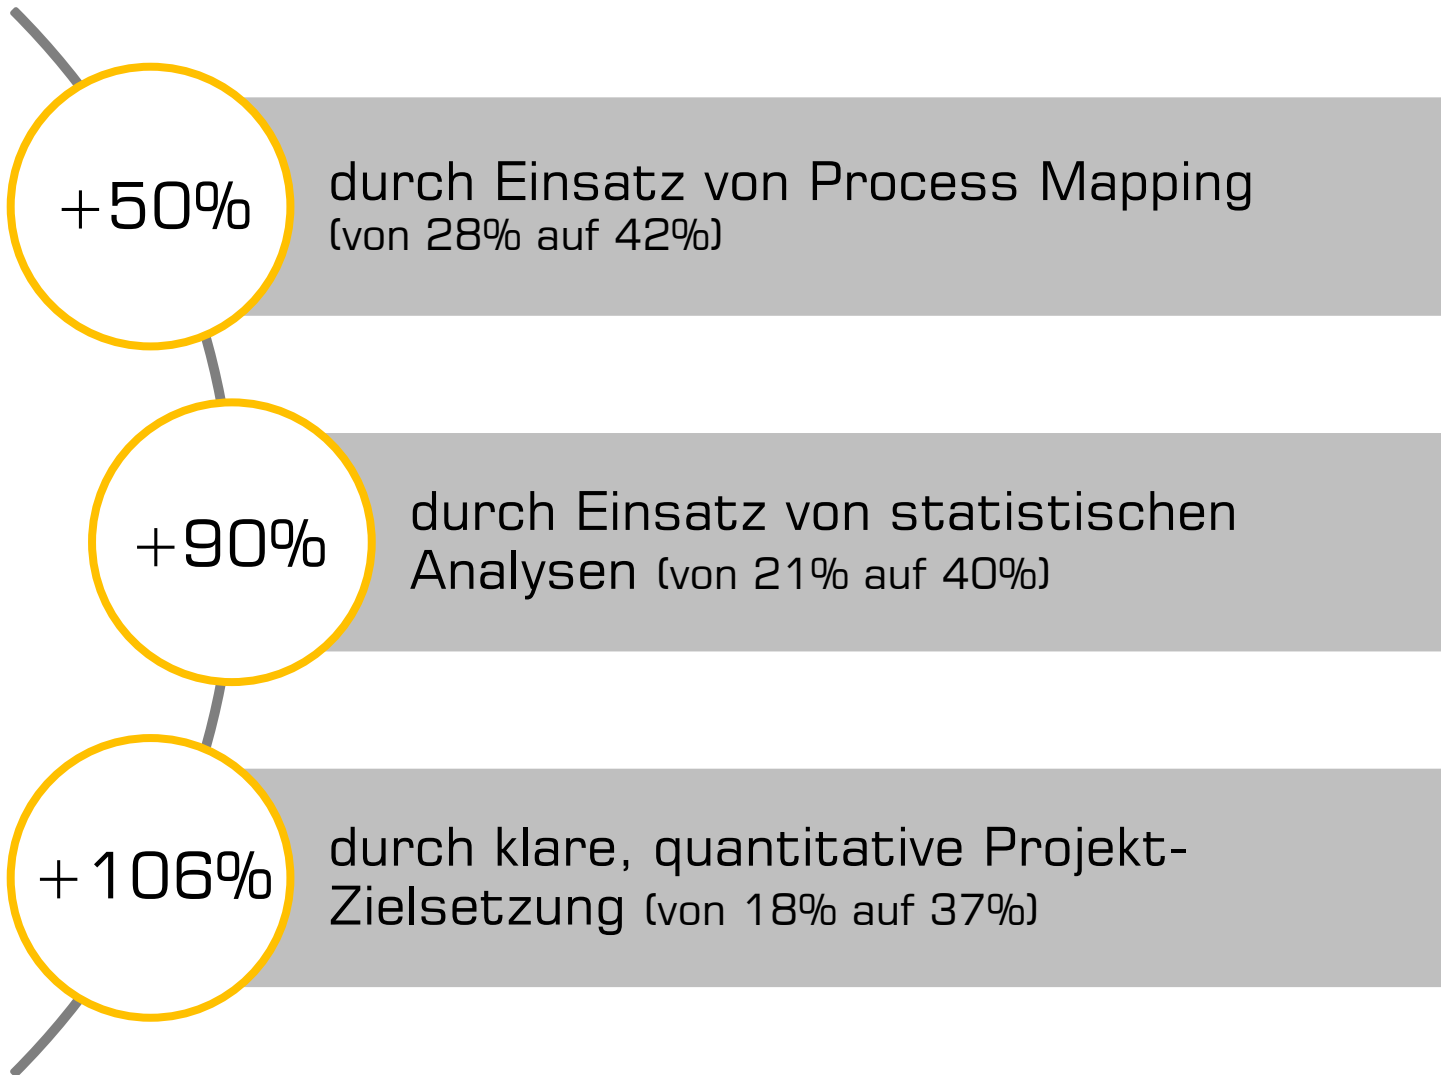 +50%
durch Einsatz von Process Mapping
(von 28% auf 42%)
+90%
durch Einsatz von statistischen
Analysen (von 21% auf 40%)
+106%
durch klare, quantitative Projekt-
Zielsetzung (von 18% auf 37%)